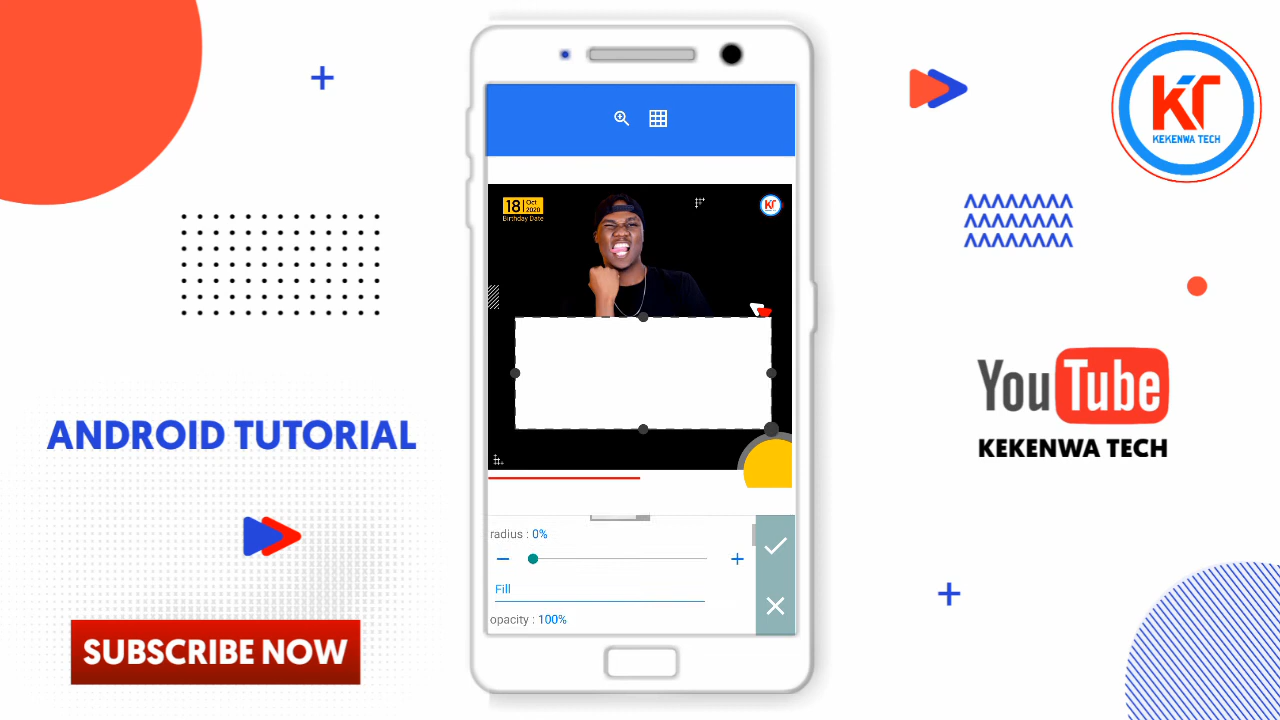 KT
KEKENWA TECH
18 Oct
2020
Birthday Date
KT
ANDROID TUTORIAL
SUBSCRIBE NOW
YouTube
KEKENWA TECH
radius : 0%
Fill
opacity : 100%